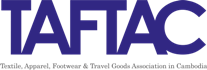 TAFTAC
Textile, Apparel, Footwear & Travel Goods Association in Cambodia